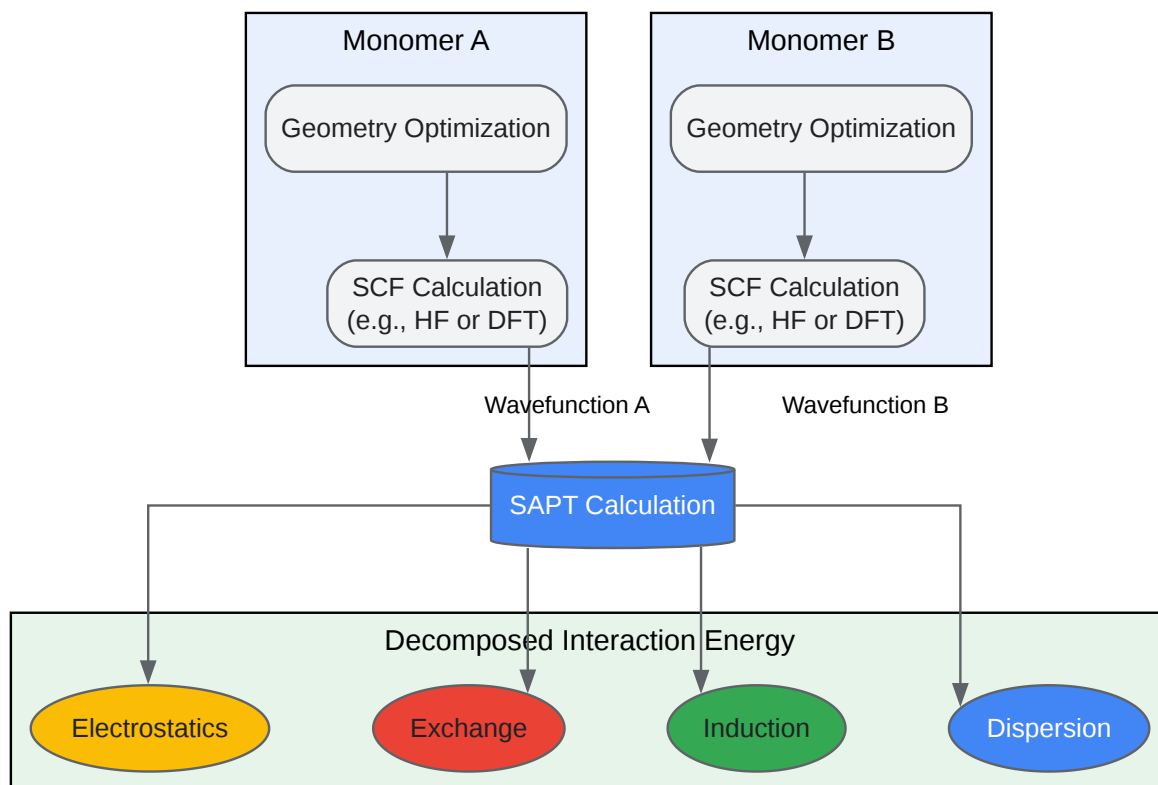 Monomer A
Monomer B
Geometry Optimization
Geometry Optimization
SCF Calculation
(e.g., HF or DFT)
SCF Calculation
(e.g., HF or DFT)
Wavefunction A
Wavefunction B
SAPT Calculation
Decomposed Interaction Energy
Electrostatics
Exchange
Induction
Dispersion